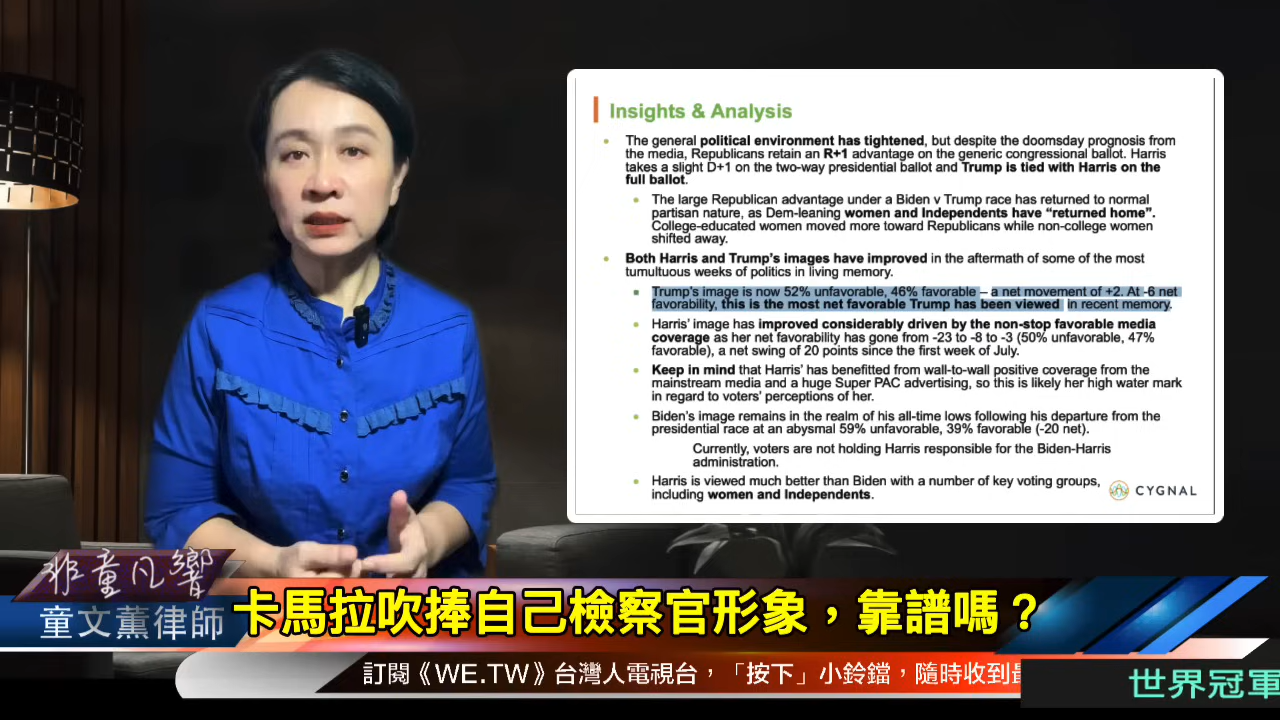 Insights & Analysis
The general political environment has tightened, but despite the doomsday prognosis from
the media, Republicans retain an R+1 advantage on the generic congressional ballot. Harris
takes a slight D+1 on the two-way presidential ballot and Trump is tied with Harris on the
full ballot.
The large Republican advantage under a Biden v Trump race has returned to normal
partisan nature, as Dem-leaning women and Independents have “returned home”.
College-educated women moved more toward Republicans while non-college women
shifted away.
Both Harris and Trump’s images have improved in the aftermath of some of the most
tumultuous weeks of politics in living memory.
Trump’s image is now 52% unfavorable, 46% favorable – a net movement of +2. At -6 net
favorability, this is the most net favorable Trump has been viewed in recent memory.
Harris’ image has improved considerably driven by the non-stop favorable media
coverage as her net favorability has gone from -23 to -8 to -3 (50% unfavorable, 47%
favorable), a net swing of 20 points since the first week of July.
Keep in mind that Harris’ has benefitted from wall-to-wall positive coverage from the
mainstream media and a huge Super PAC advertising, so this is likely her high water mark
in regard to voters’ perceptions of her.
Biden’s image remains in the realm of his all-time lows following his departure from the
presidential race at an abysmal 59% unfavorable, 39% favorable (-20 net).
Currently, voters are not holding Harris responsible for the Biden-Harris
administration.
Harris is viewed much better than Biden with a number of key voting groups,
including women and Independents.
CYGNAL
非童凡響
童文薰律師
卡馬拉吹捧自己檢察官形象，靠譜嗎？
訂閱《WE.TW》台灣人電視台，「按下」小鈴鐺，隨時收到
世界冠軍